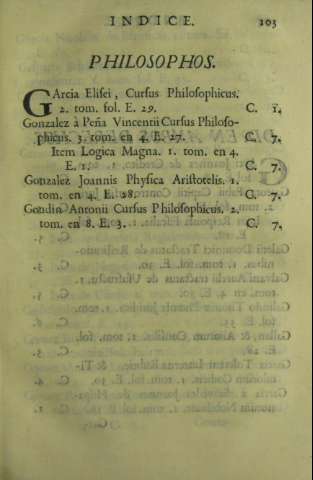 INDICE. 103
PHILOSOPHOS.
GArcia Elisei, Cursus Philosophicus.
2. tom. fol. E. 29. C. 1.
Gonzalez à Peña Vincentii Cursus Philoso-
phicus. 3. tom. en 4. E. 27. C. 7.
Item Logica Magna. 1. tom. en 4.
E. 1. C. 7.
Gonzalez Joannis Physica Aristotelis. 1.
tom. en 4. E. 28. C. 7.
Goudin Antonii Cursus Philosophicus. 2.
tom. en 8. E. 3. C. 7.